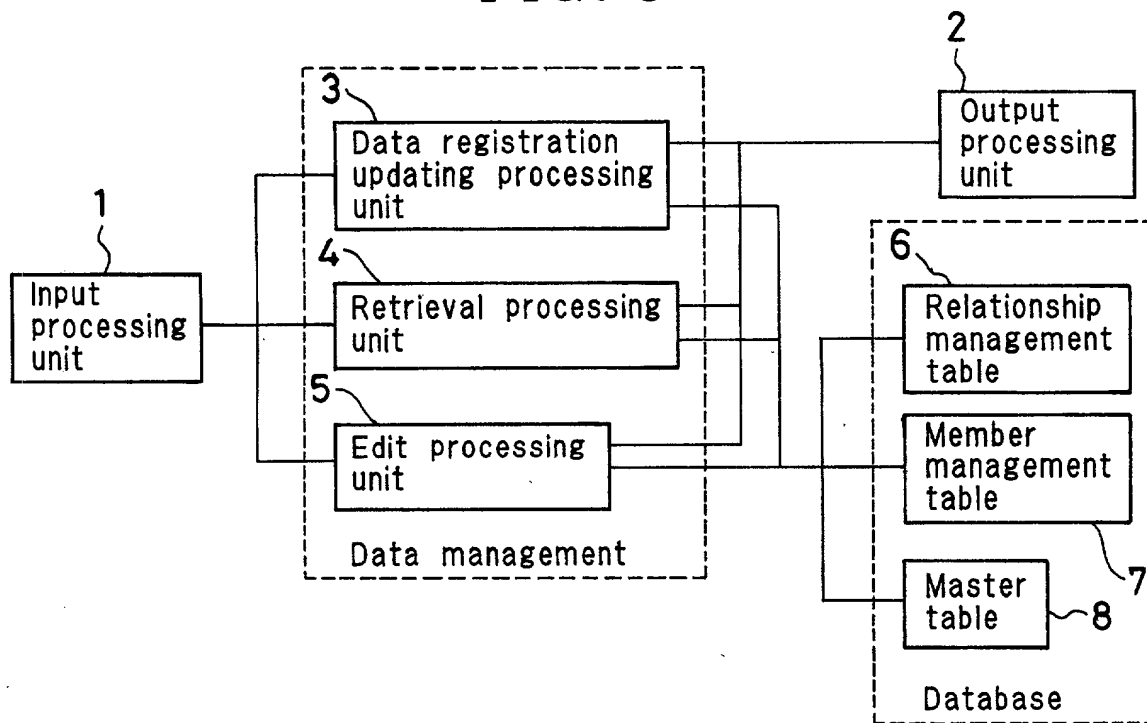 2
3
Data registration
updating processing
unit
Output
processing
unit
1
Input
processing
unit
4
Retrieval processing
unit
6
Relationship
management
table
5
Edit processing
unit
Member
management
table
7
Data management
Master
table
8
Database